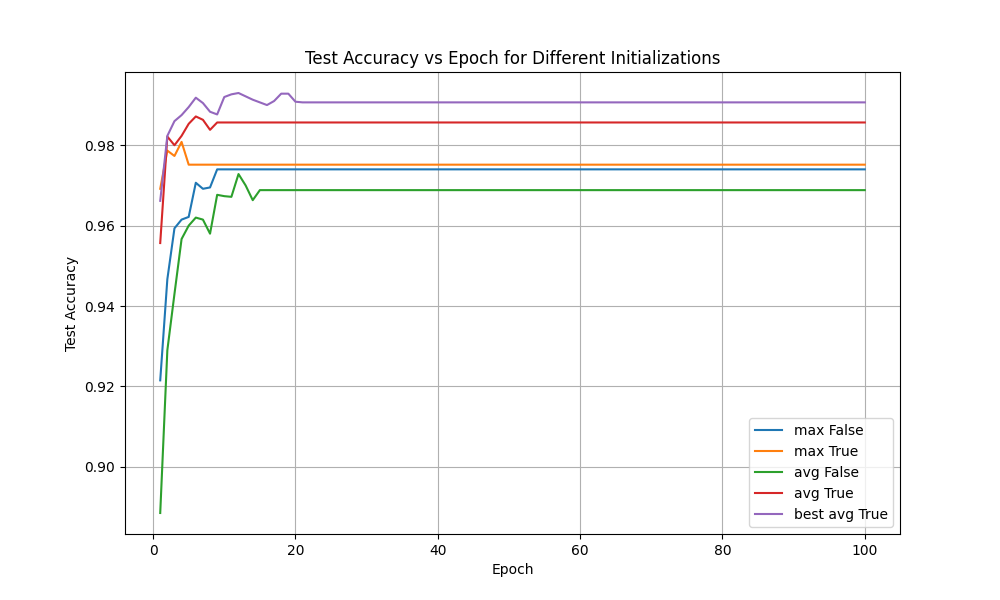 Test Accuracy vs Epoch for Different Initializations
Test Accuracy
0.98
0.96
0.94
0.92
0.90
0
20
40
60
80
100
Epoch
max False
max True
avg False
avg True
best avg True